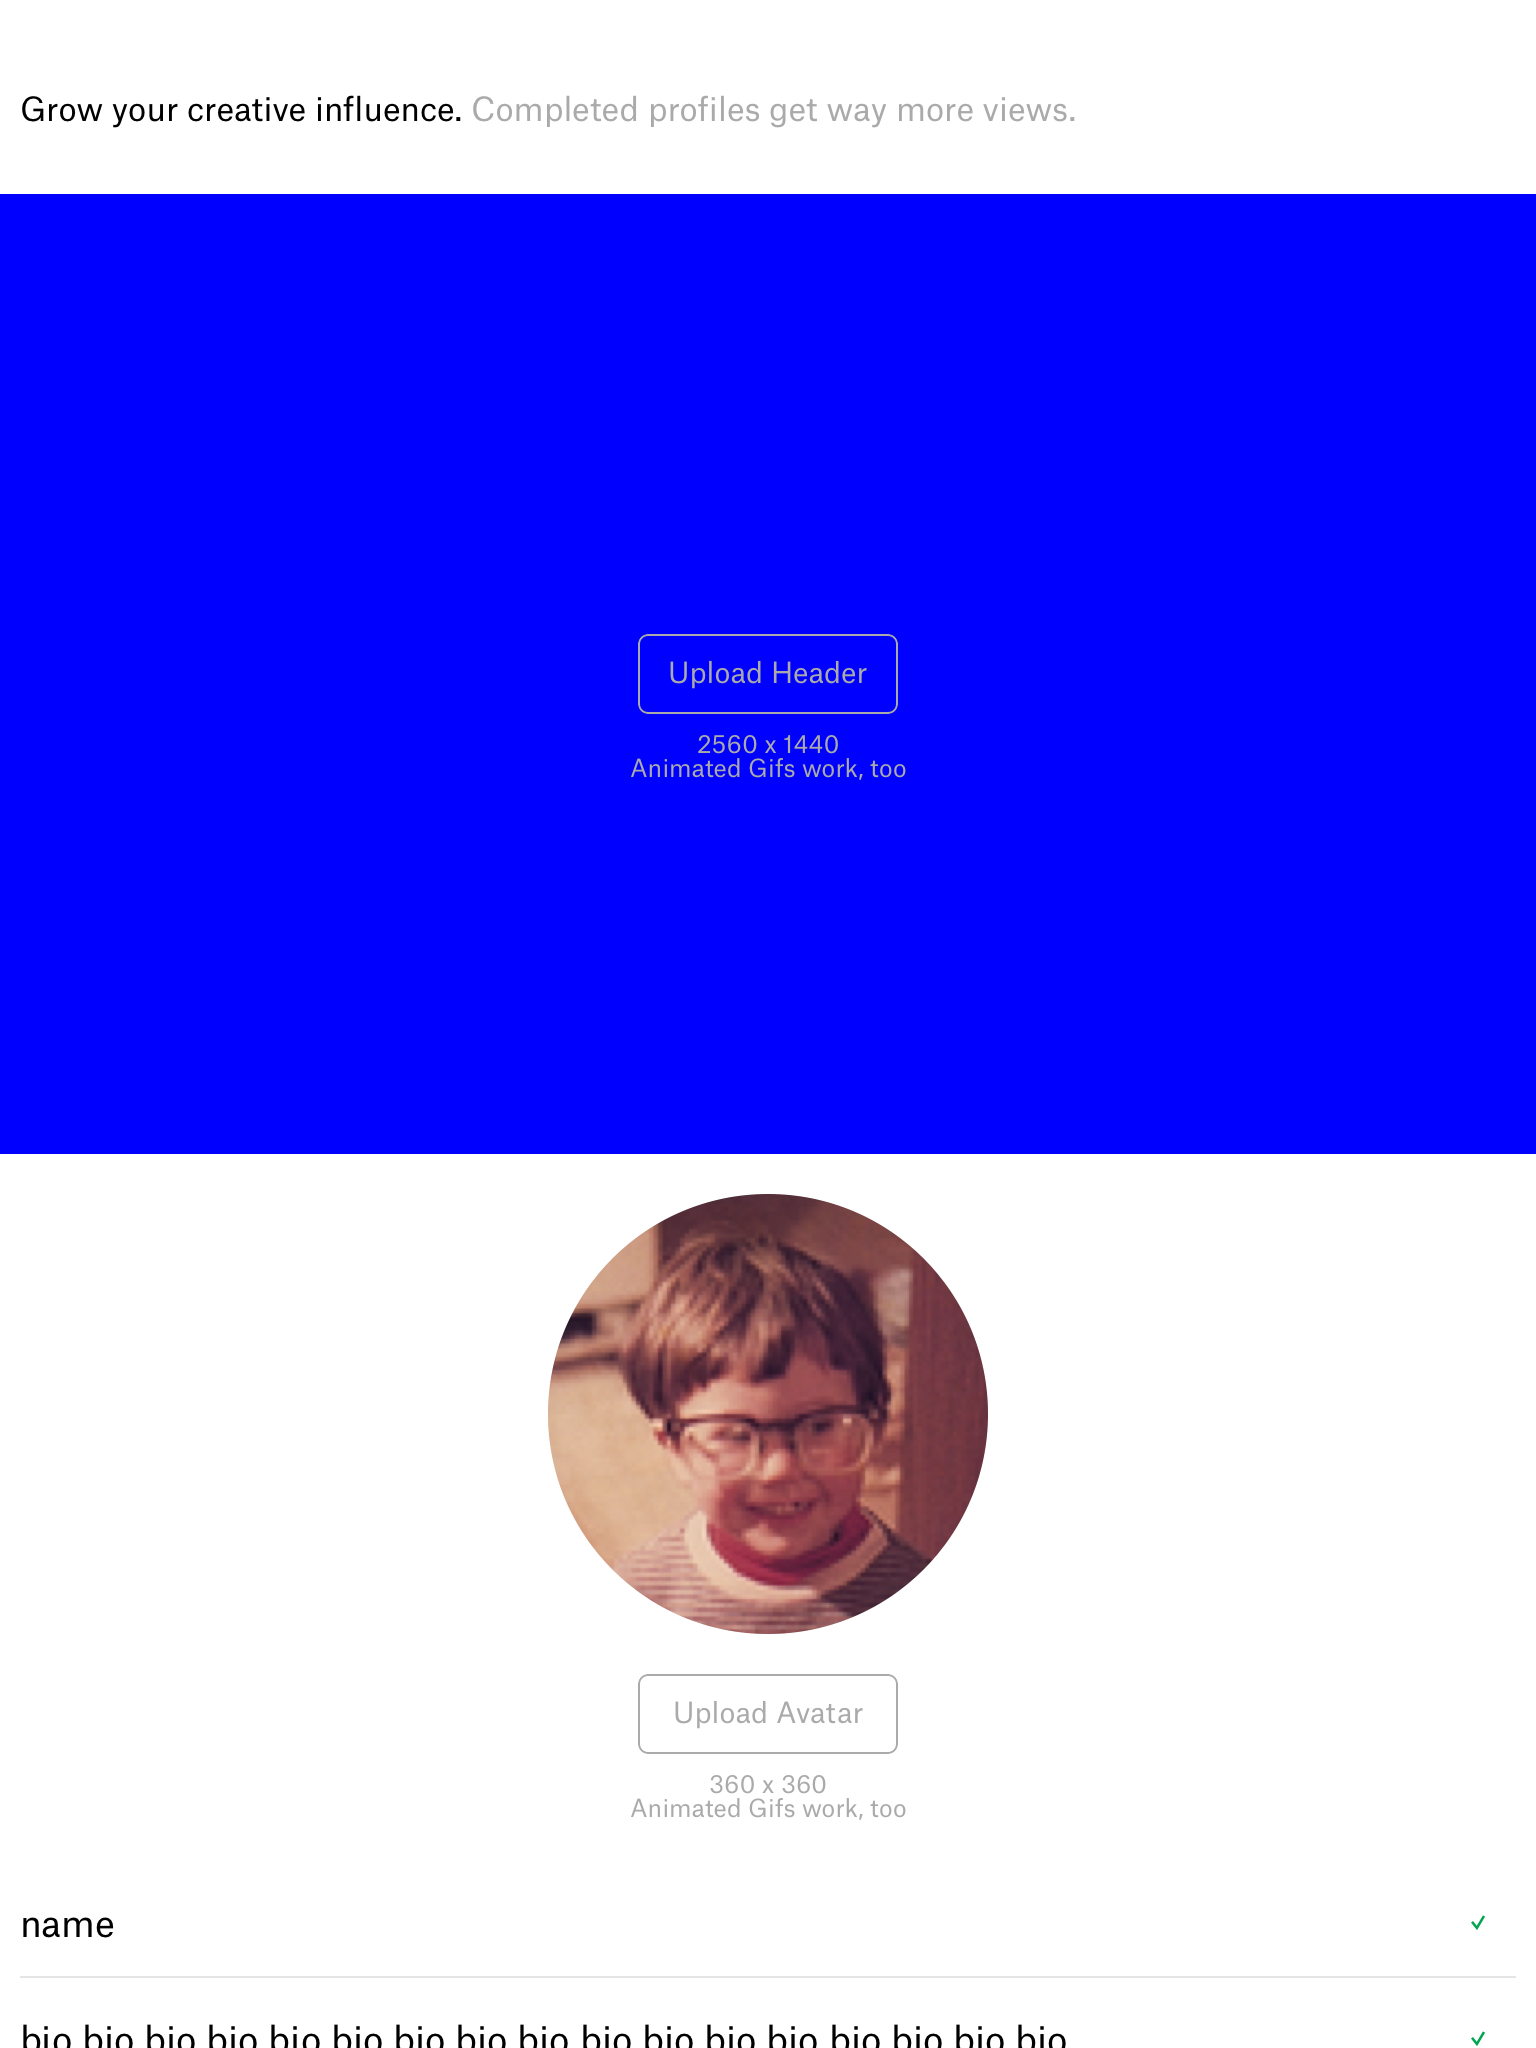 Grow your creative influence. Completed profiles get way more views.
Upload Header
2560 x 1440
Animated Gifs work, too
Upload Avatar
360 x 360
Animated Gifs work, too
name
bio bio bio bio bio bio bio bio bio bio bio bio bio bio bio bio bio